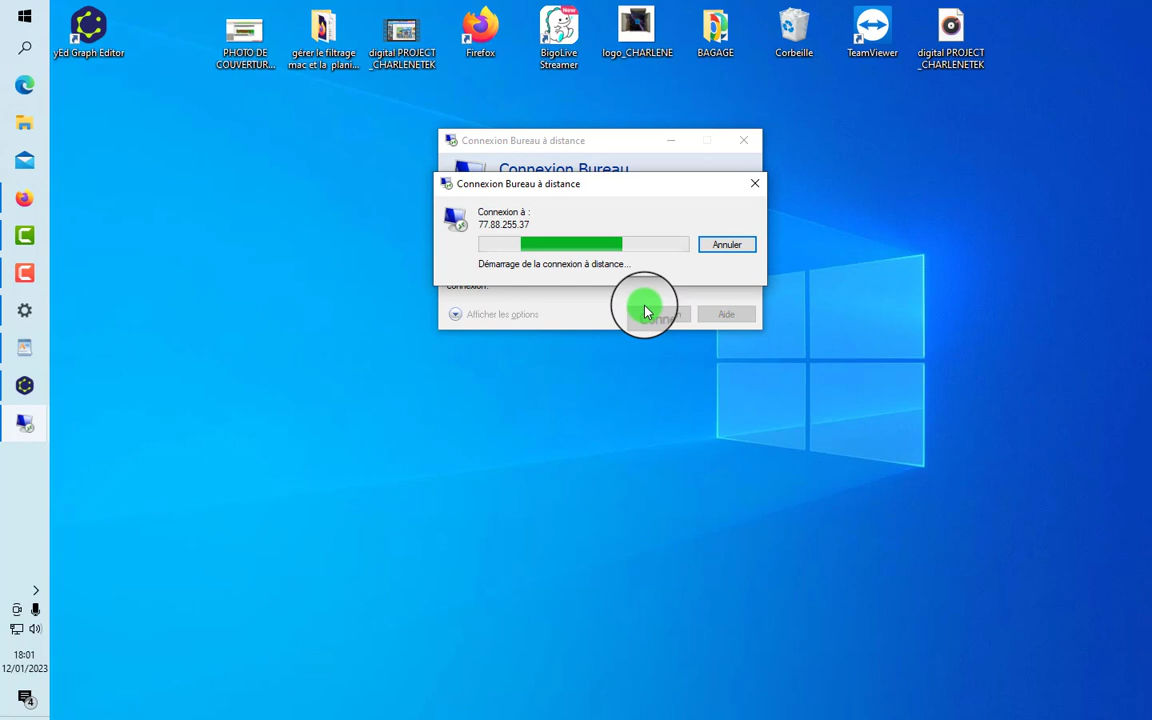 yEd Graph Editor
PHOTO DE
COUVERTUR...
gérer le filtrage
mac et la plani...
digital PROJECT
_CHARLENETEK
Firefox
New
BigoLive
Streamer
logo_CHARLENE
BAGAGE
Corbeille
TeamViewer
digital PROJECT
_CHARLENETEK
Connexion Bureau à distance
Connexion Bureau
Connexion Bureau à distance
Connexion à :
77.88.255.37
Annuler
Démarrage de la connexion à distance...
connexion.
Afficher les options
Aide
18:01
12/01/2023
4